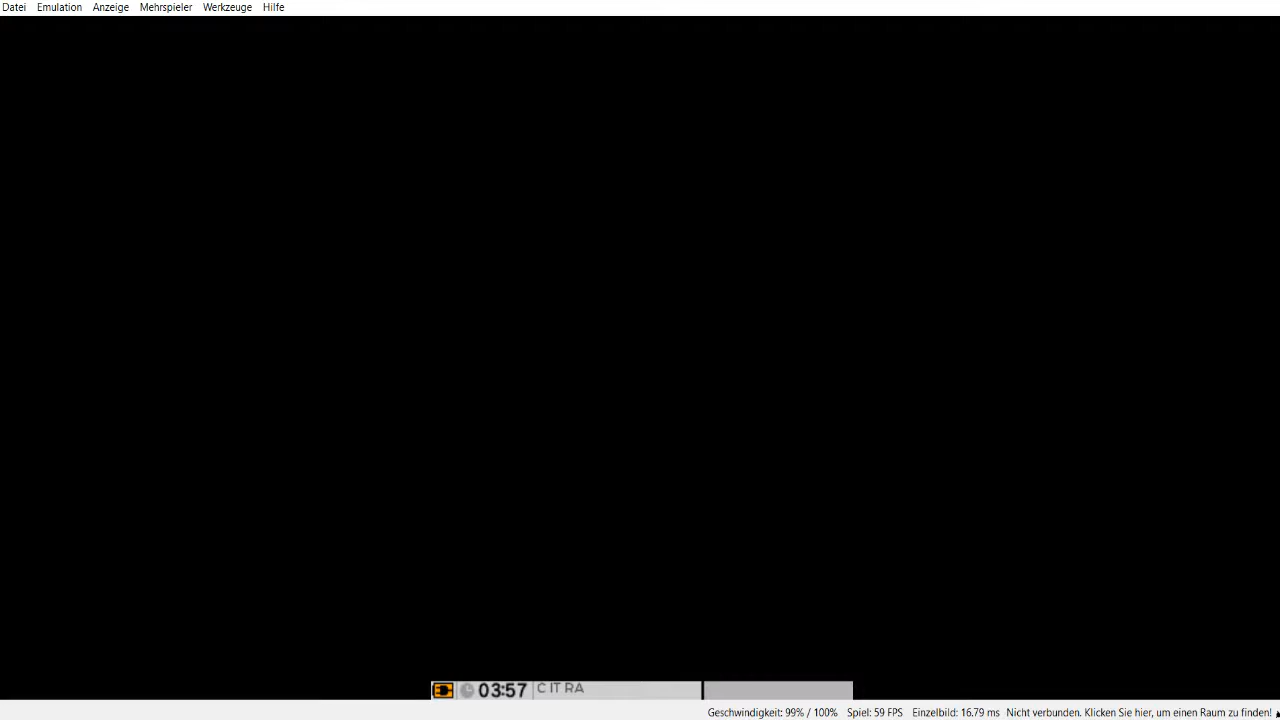 Datei Emulation Anzeige Mehrspieler Werkzeuge Hilfe
03:57 CITRA
Geschwindigkeit: 99% / 100% Spiel: 59 FPS Einzelbild: 16.79 ms Nicht verbunden. Klicken Sie hier, um einen Raum zu finden!